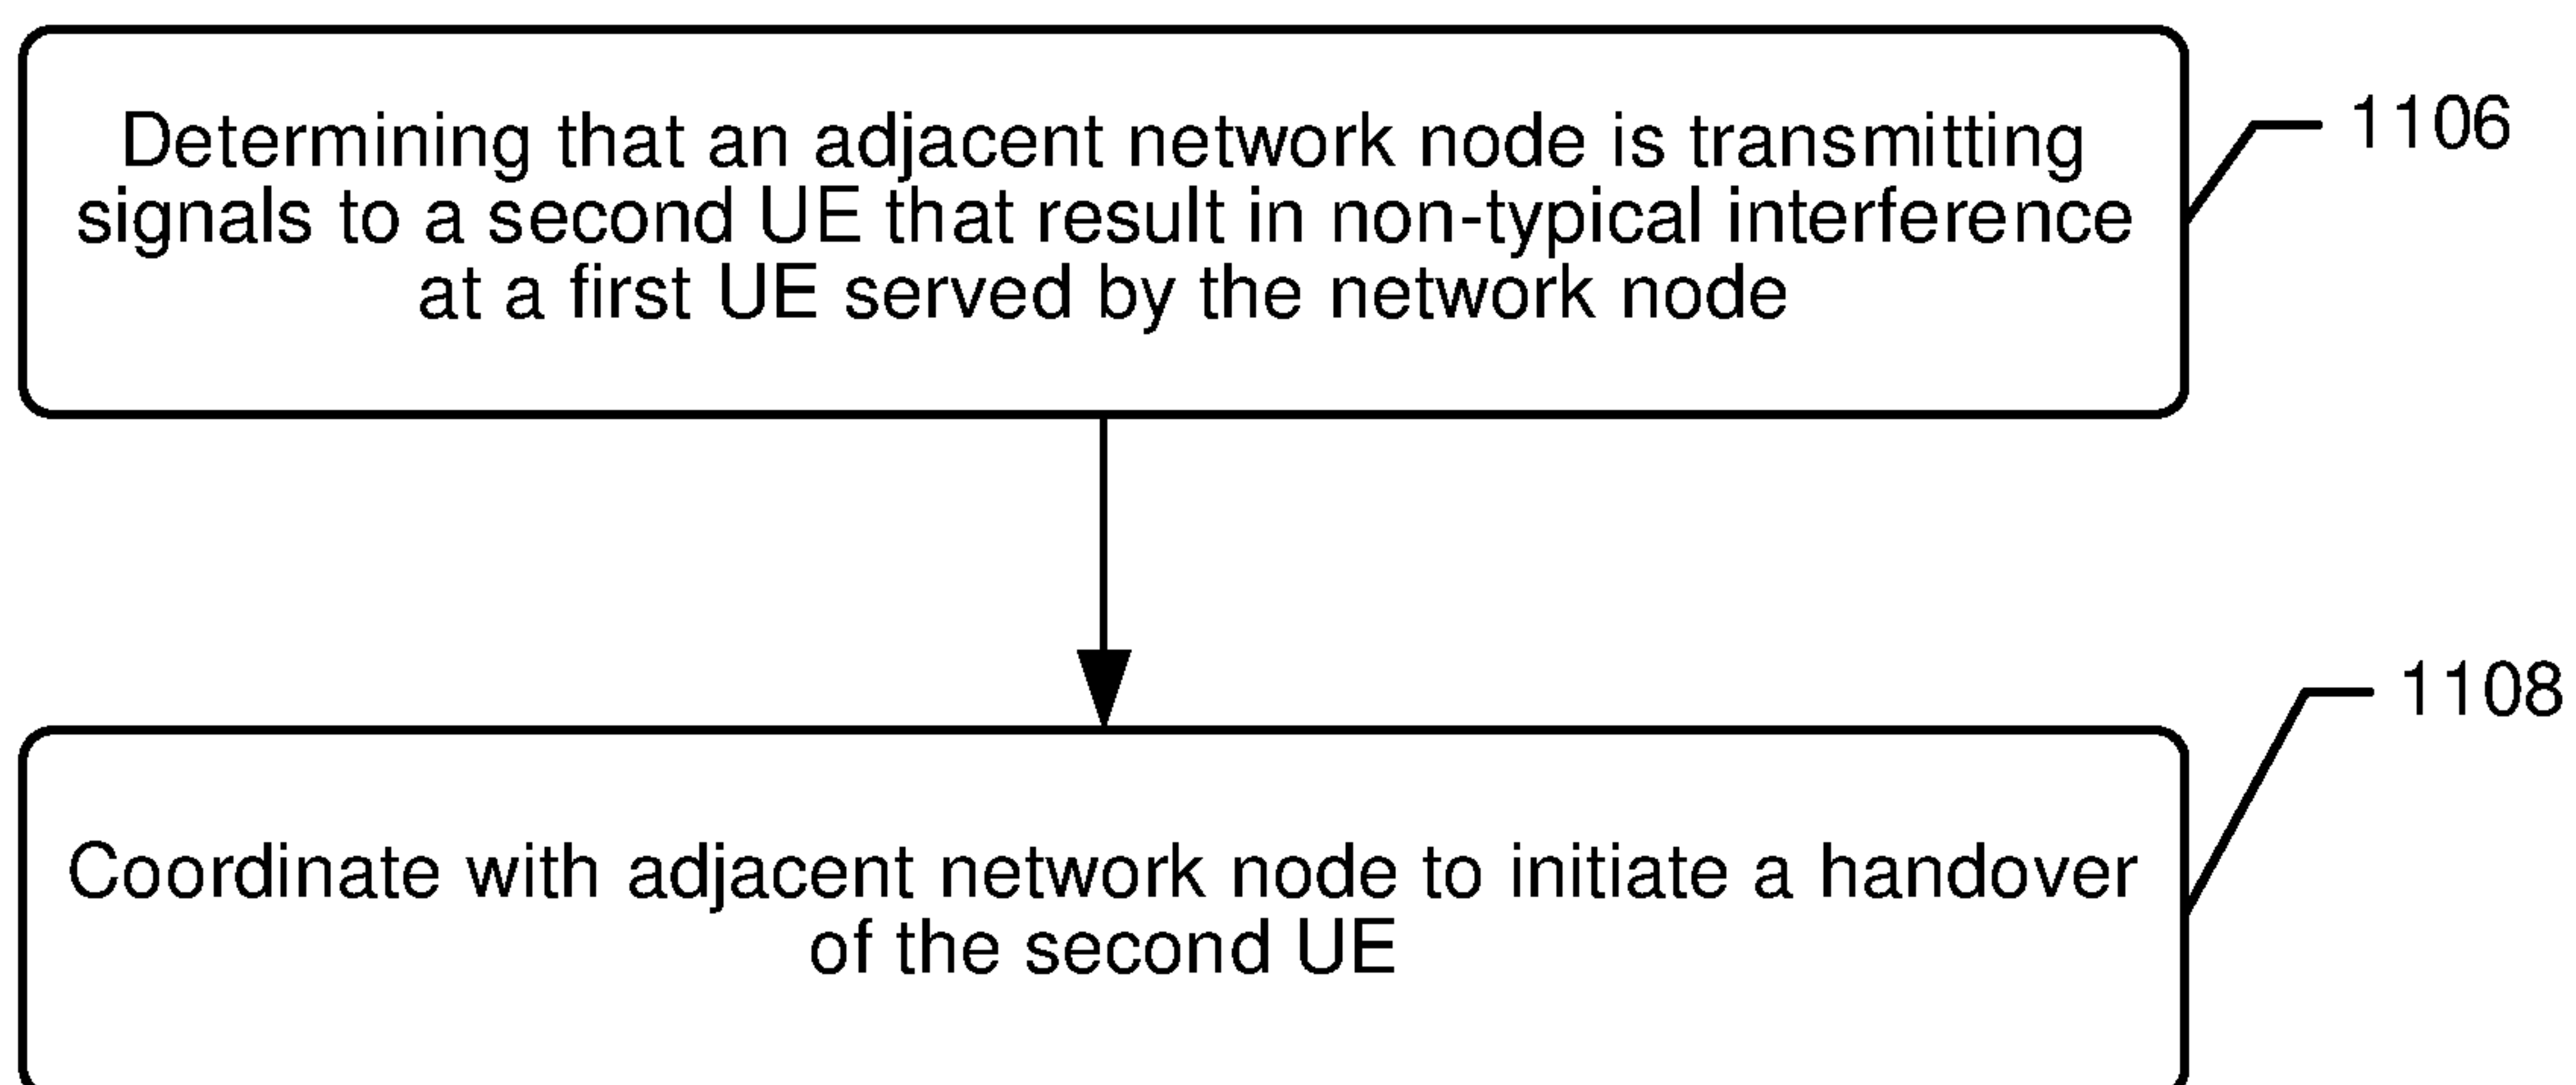 Determining that an adjacent network node is transmitting
signals to a second UE that result in non-typical interference
at a first UE served by the network node
1106
Coordinate with adjacent network node to initiate a handover
of the second UE
1108